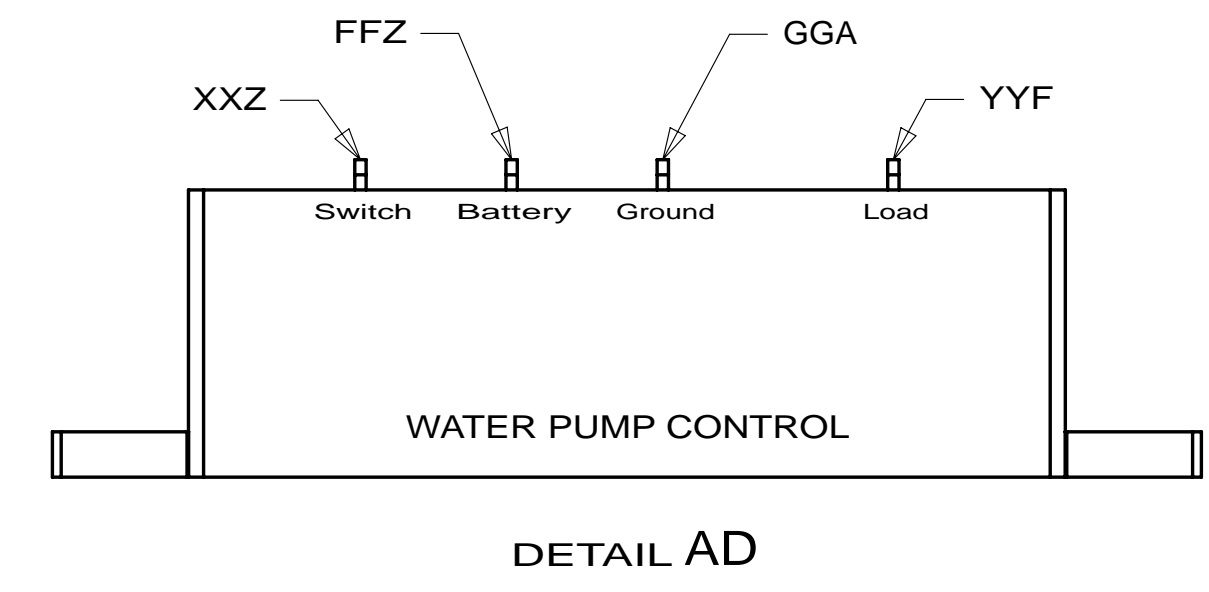 FFZ GGA
XXZ YYF
Switch Battery Ground Load
WATER PUMP CONTROL
DETAIL AD